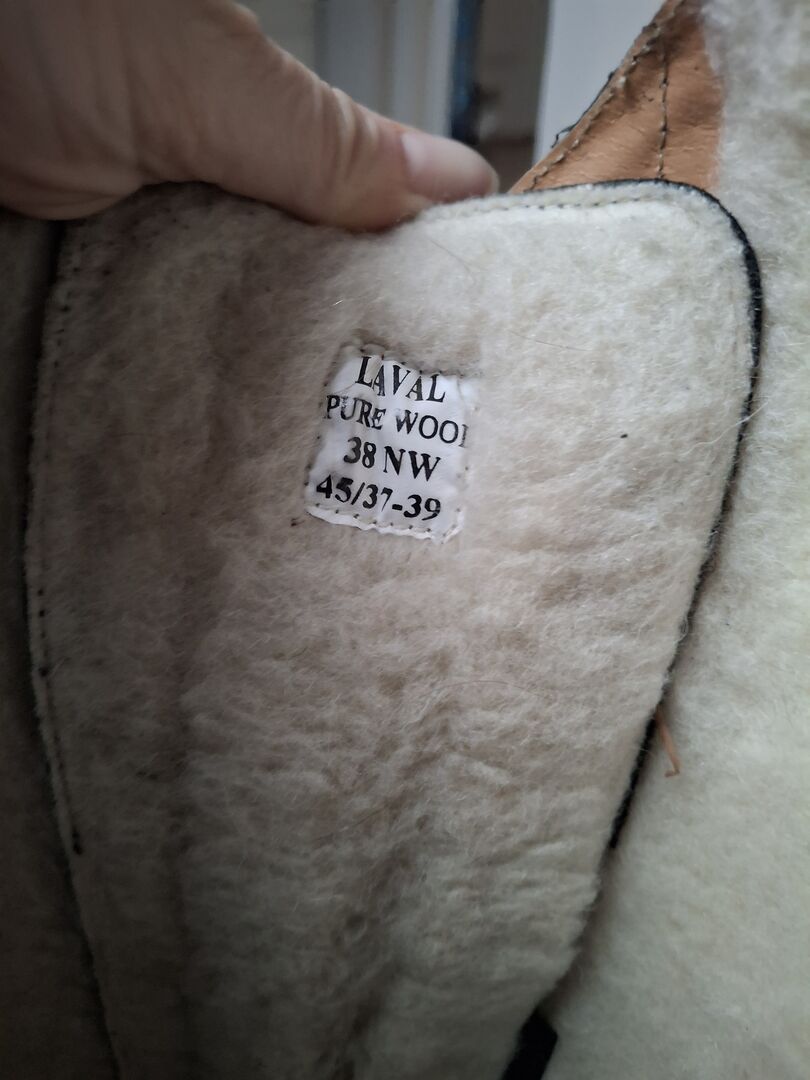 LAVAL
PURE WOOL
38 NW
45/37-39